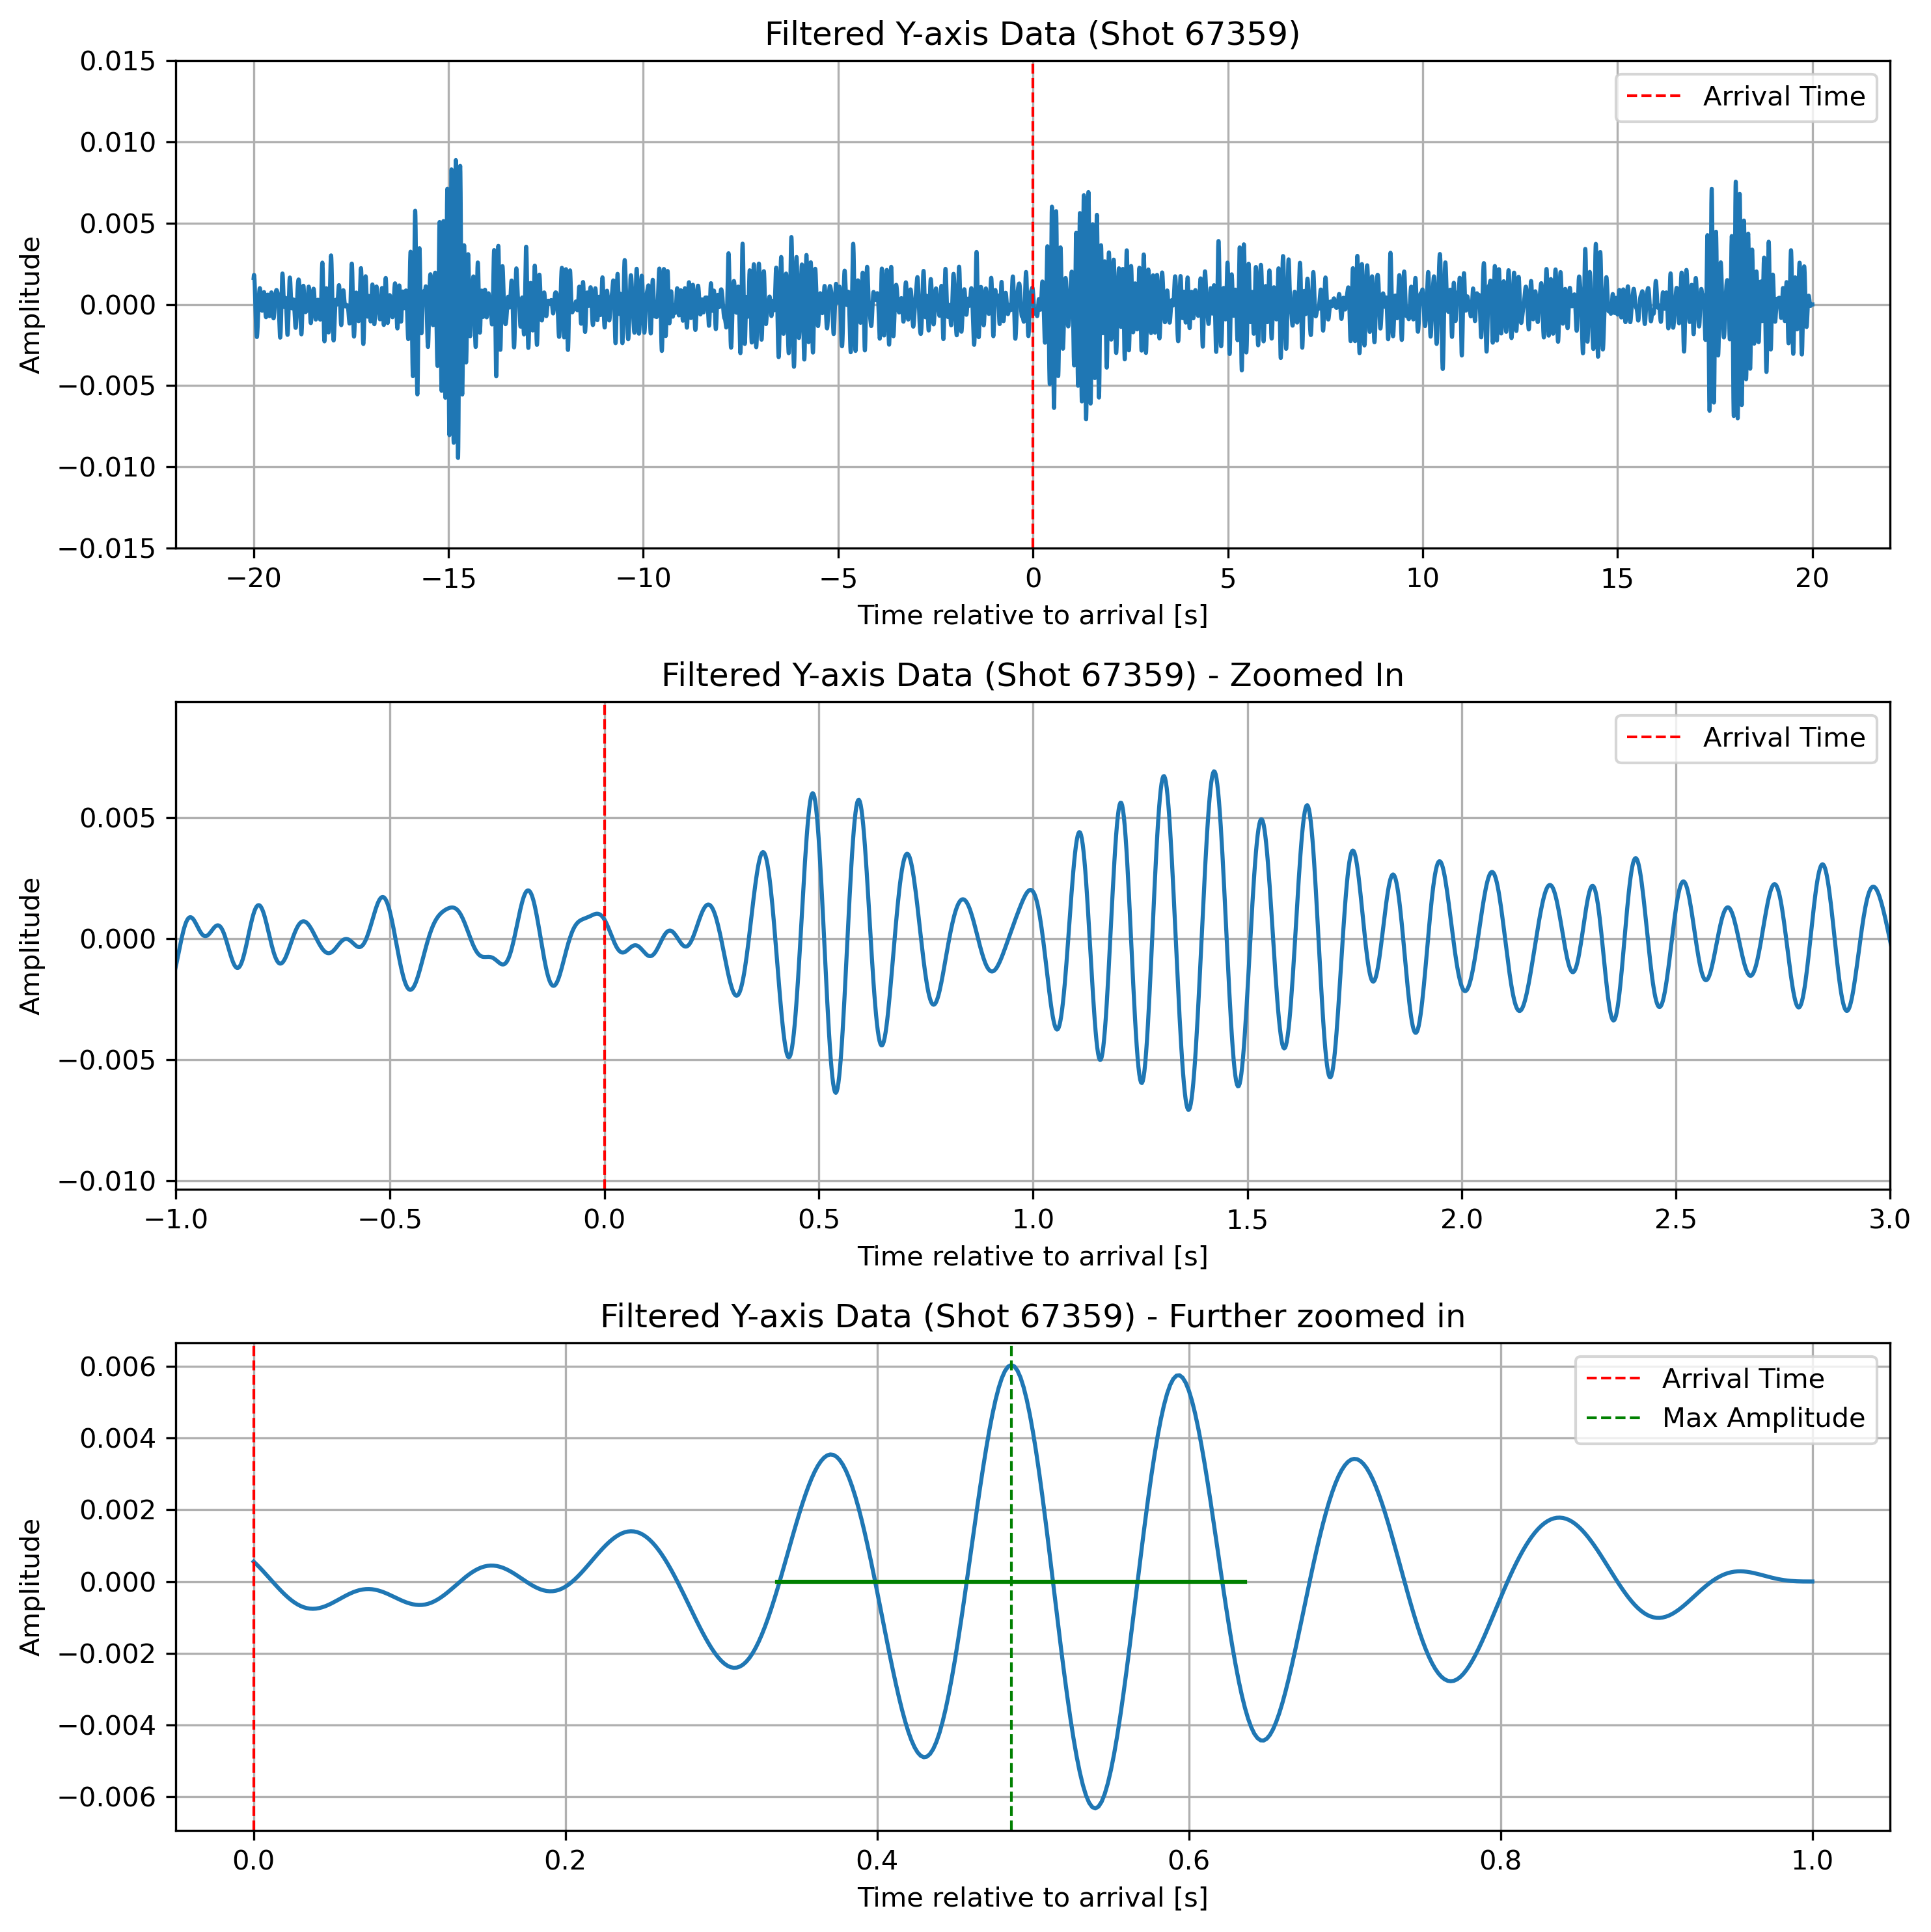 Filtered Y-axis Data (Shot 67359)
0.015
0.010
0.005
0.000
−0.005
−0.010
−0.015
Amplitude
Arrival Time
−20 −15 −10 −5 0 5 10 15 20
Time relative to arrival [s]
Filtered Y-axis Data (Shot 67359) - Zoomed In
0.005
0.000
−0.005
−0.010
Amplitude
Arrival Time
−1.0 −0.5 0.0 0.5 1.0 1.5 2.0 2.5 3.0
Time relative to arrival [s]
Filtered Y-axis Data (Shot 67359) - Further zoomed in
0.006
0.004
0.002
0.000
−0.002
−0.004
−0.006
Amplitude
Arrival Time
Max Amplitude
0.0 0.2 0.4 0.6 0.8 1.0
Time relative to arrival [s]